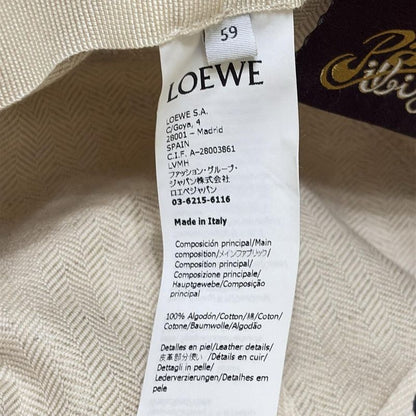 59
LOEWE
LOEWE S.A.
C/Goya, 4
28001 – Madrid
SPAIN
C.I.F. A-28003861
LVMH
ファッション・グループ・
ジャパン株式会社
ロエベジャパン
03-6215-6116
Made in Italy
Composición principal/Main
composition/メインファブリック/
Composition principal/
Composizione principale/
Hauptgewebe/Composição
principal
100% Algodón/Cotton/綿/Coton/
Cotone/Baumwolle/Algodão
Detalles en piel/Leather details/
皮革部分使い /Détails en cuir/
Dettagli in pelle/
Lederverzierungen/Detalhes em
pele